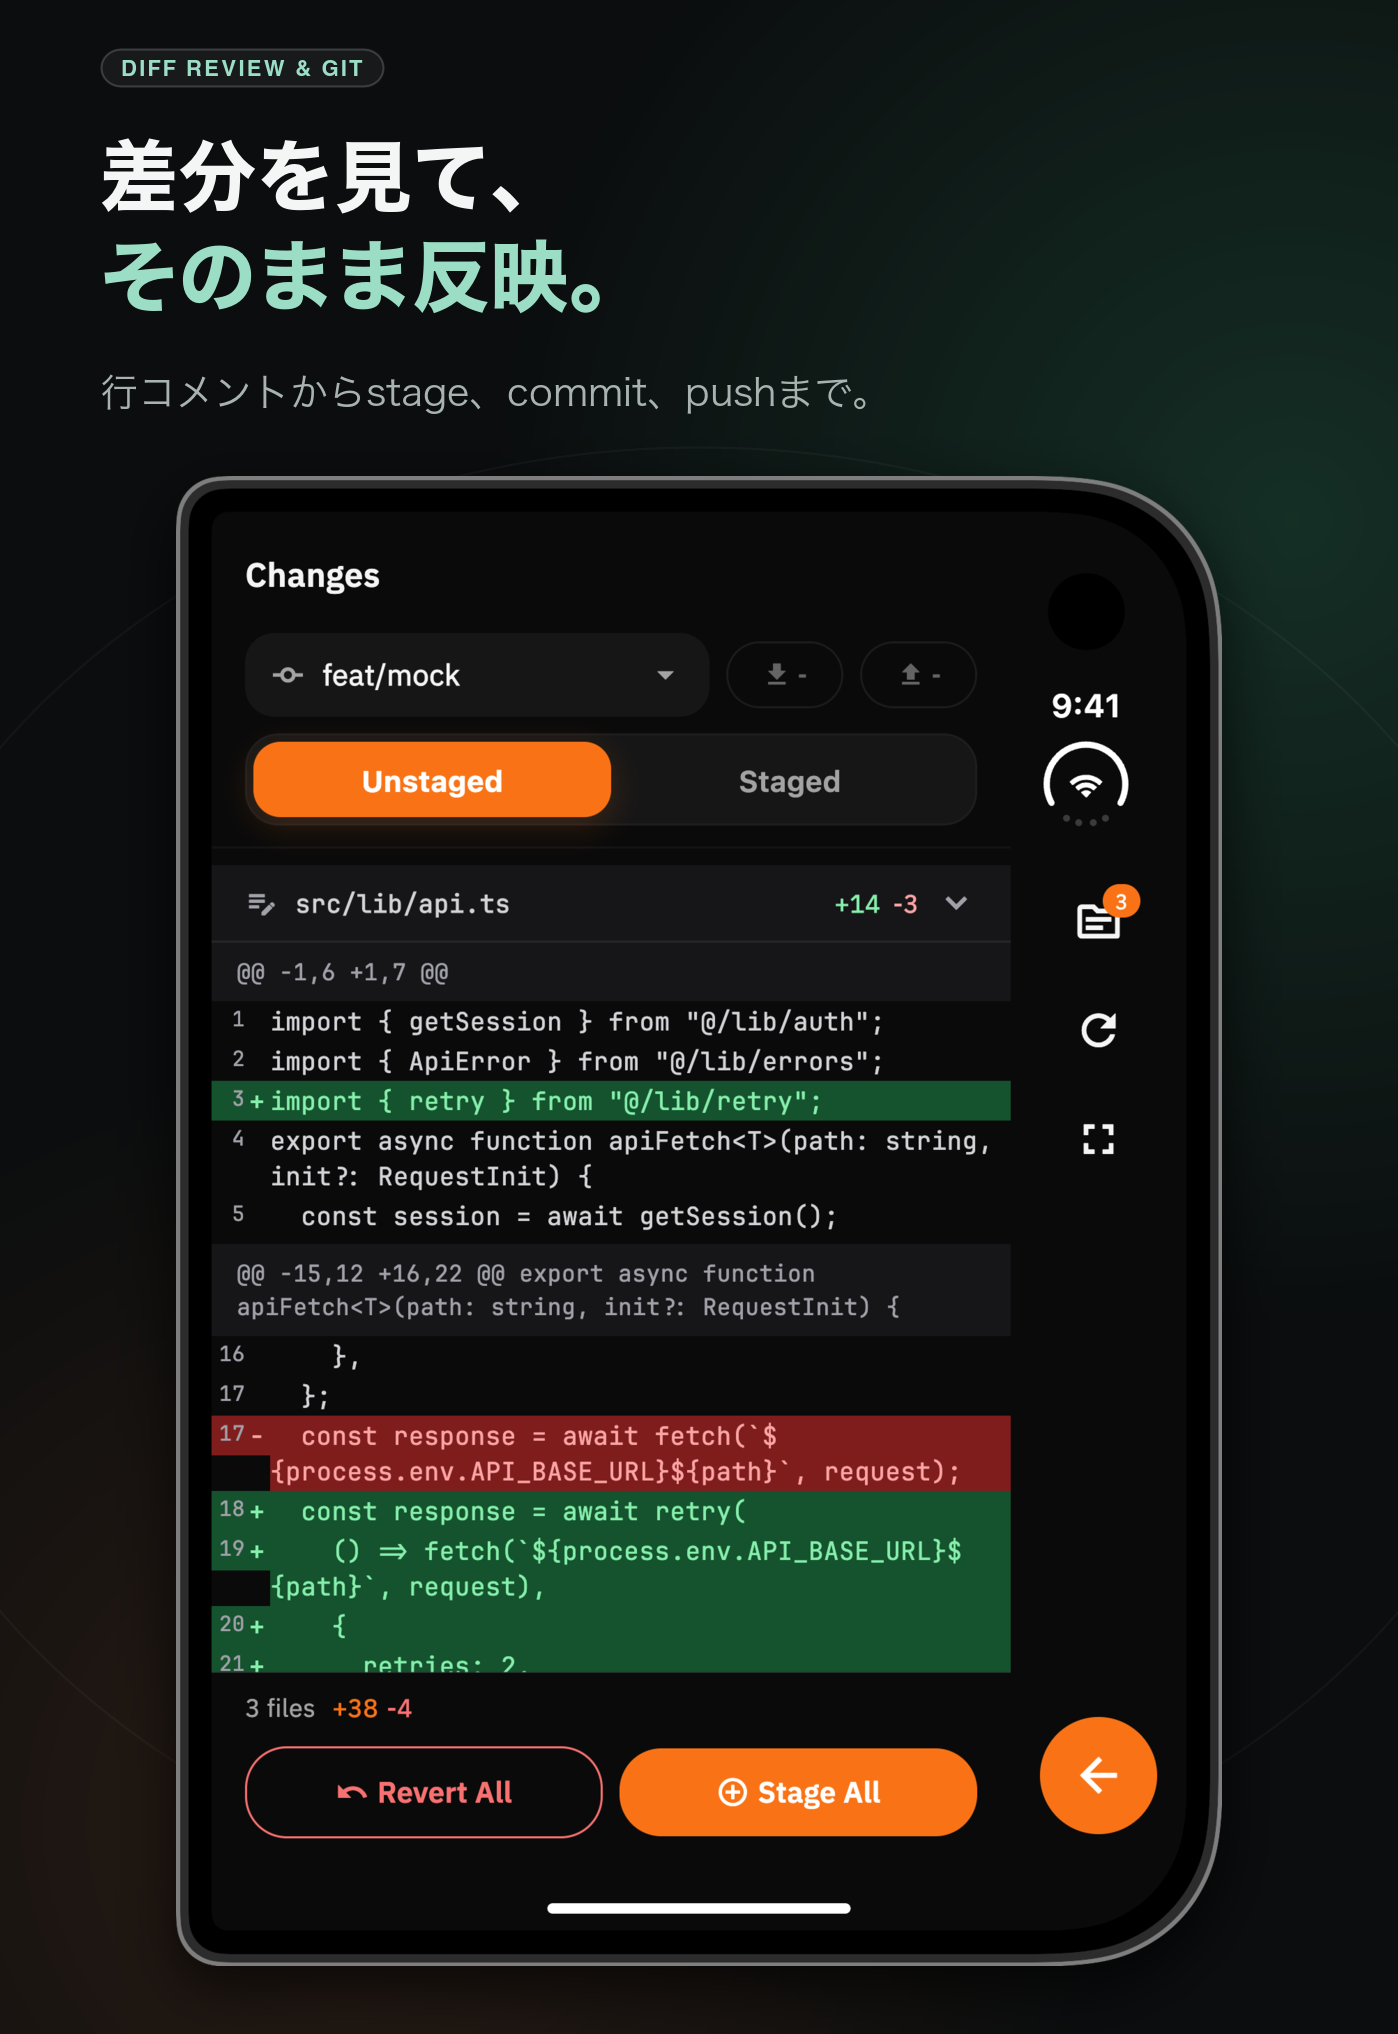 DIFF REVIEW & GIT
差分を見て、
そのまま反映。
行コメントからstage、commit、pushまで。
Changes
feat/mock
-
-
9:41
Unstaged
Staged
src/lib/api.ts
+14 -3
3
@@ -1,6 +1,7 @@
1 import { getSession } from "@/lib/auth";
2 import { ApiError } from "@/lib/errors";
3 + import { retry } from "@/lib/retry";
4 export async function apiFetch<T>(path: string,
init?: RequestInit) {
5 const session = await getSession();
@@ -15,12 +16,22 @@ export async function
apiFetch<T>(path: string, init?: RequestInit) {
16 },
17 };
17 - const response = await fetch(`$
{process.env.API_BASE_URL}${path}`, request);
18 + const response = await retry(
19 + () => fetch(`${process.env.API_BASE_URL}$
{path}`, request),
20 + {
21 + retries: 2,
3 files +38 -4
Revert All
Stage All